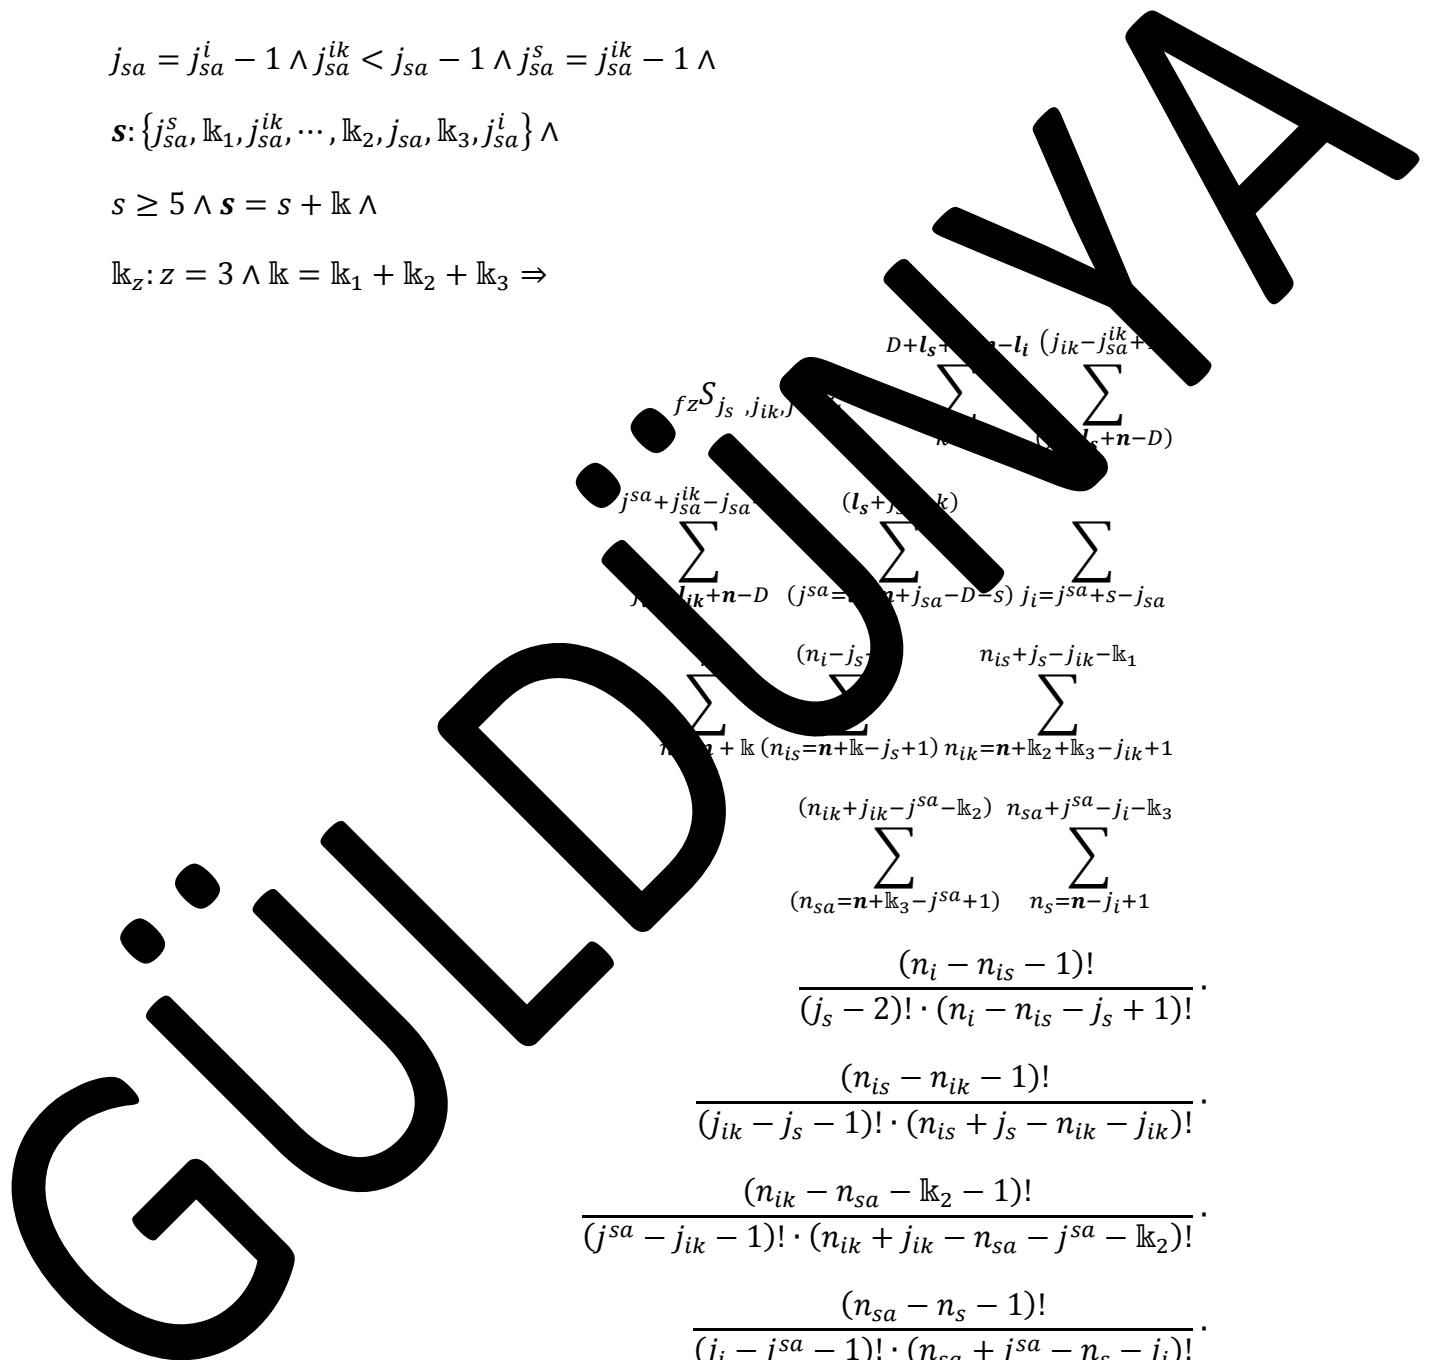 j_{sa} = j_{sa}^{i} − 1 ∧ j_{sa}^{ik} < j_{sa} − 1 ∧ j_{sa}^{s} = j_{sa}^{ik} − 1 ∧
s: {j_{sa}^{s}, 𝕜_1, j_{sa}^{ik}, ⋯ , 𝕜_2, j_{sa}, 𝕜_3, j_{sa}^{i}} ∧
s ≥ 5 ∧ s = s + 𝕜 ∧
𝕜_z: z = 3 ∧ 𝕜 = 𝕜_1 + 𝕜_2 + 𝕜_3 ⇒
D+l_s+ n−l_i (j_{ik}−j_{sa}^{ik}+
_{fz}S_{j_s ,j_{ik}, ∑ ∑
+n−D)
j^{sa}+j_{sa}^{ik}−j_{sa} (l_s+ k)
∑ ∑ ∑
l_{ik}+n−D (j^{sa}= n+j_{sa}−D−s) j_i=j^{sa}+s−j_{sa}
(n_i−j_s n_{is}+j_s−j_{ik}−𝕜_1
∑ ∑ ∑
n + 𝕜 (n_{is}=n+𝕜−j_s+1) n_{ik}=n+𝕜_2+𝕜_3−j_{ik}+1
(n_{ik}+j_{ik}−j^{sa}−𝕜_2) n_{sa}+j^{sa}−j_i−𝕜_3
∑ ∑
(n_{sa}=n+𝕜_3−j^{sa}+1) n_s=n−j_i+1
(n_i − n_{is} − 1)!
(j_s − 2)! · (n_i − n_{is} − j_s + 1)! ·
(n_{is} − n_{ik} − 1)!
(j_{ik} − j_s − 1)! · (n_{is} + j_s − n_{ik} − j_{ik})! ·
(n_{ik} − n_{sa} − 𝕜_2 − 1)!
(j^{sa} − j_{ik} − 1)! · (n_{ik} + j_{ik} − n_{sa} − j^{sa} − 𝕜_2)! ·
(n_{sa} − n_s − 1)!
(j_i − j^{sa} − 1)! · (n_{sa} + j^{sa} − n_s − j_i)! ·
GÜLDÜNYA